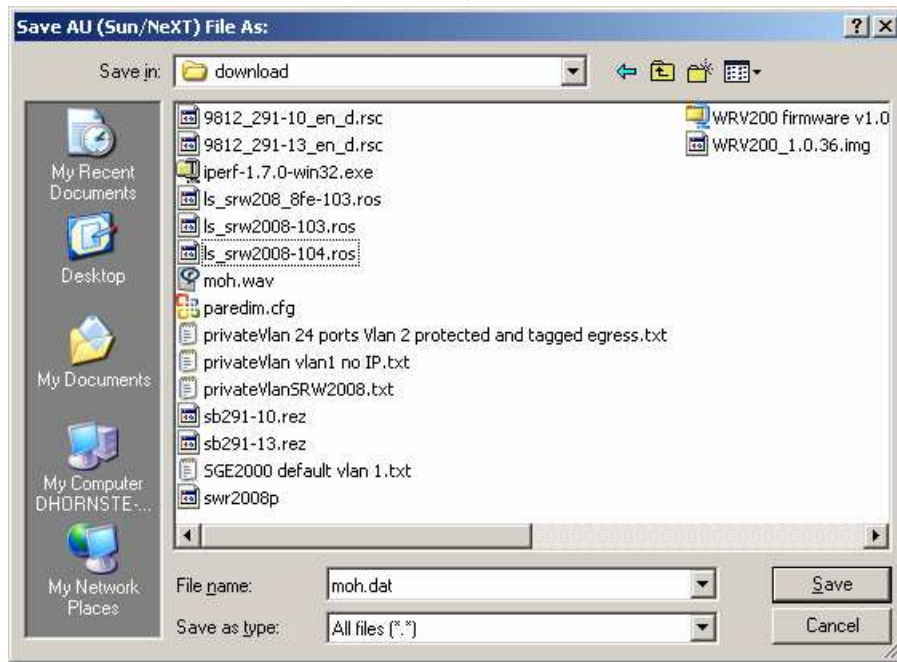 Save AU (Sun/NeXT) File As:
Save in: download
My Recent Documents
Desktop
My Documents
My Computer
DHORNSTE-...
My Network Places
9812_291-10_en_d.rsc
9812_291-13_en_d.rsc
iperf-1.7.0-win32.exe
ls_srw208_8fe-103.ros
ls_srw2008-103.ros
ls_srw2008-104.ros
moh.wav
paredim.cfg
privateVlan 24 ports Vlan 2 protected and tagged egress.txt
privateVlan vlan1 no IP.txt
privateVlanSRW2008.txt
sb291-10.rez
sb291-13.rez
SGE2000 default vlan 1.txt
swr2008p
WRV200 firmware v1.0
WRV200_1.0.36.img
File name: moh.dat
Save
Save as type: All files (*.*)
Cancel